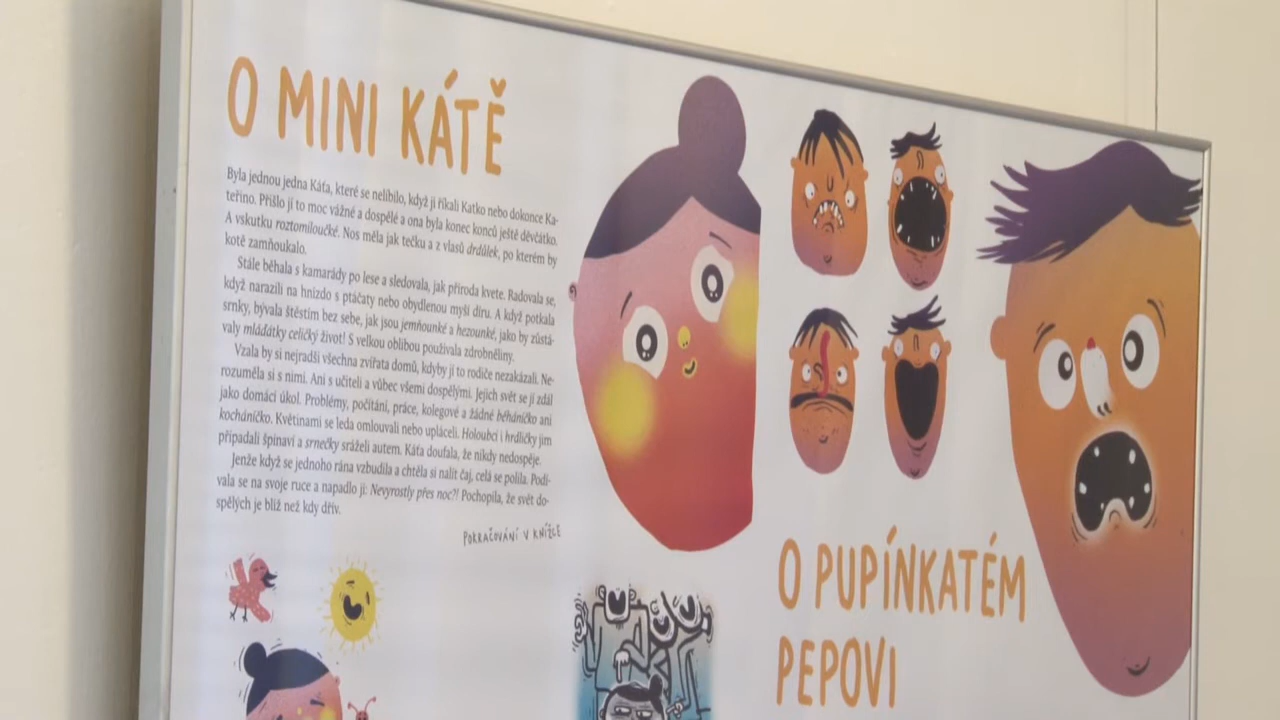 O MINI KÁTĚ
Byla jednou jedna Káťa, které se nelíbilo, když jí říkali Katko nebo dokonce Ka-
teřino. Přišlo jí to moc vážné a dospělé a ona byla konec konců ještě děvčátko.
A vskutku roztomiloučké. Nos měla jak tečku a z vlasů drdůlek, po kterém by
kotě zamňoukalo.
Stále běhala s kamarády po lese a sledovala, jak příroda kvete. Radovala se,
když narazili na hnízdo s ptáčaty nebo obydlenou myší díru. A když potkala
srnky, bývala štěstím bez sebe, jak jsou jemňounké a hezounké, jako by zůstá-
valy mláďátky celičký život! S velkou oblibou používala zdrobněliny.
Vzala by si nejradši všechna zvířata domů, kdyby jí to rodiče nezakázali. Ne-
rozuměla si s nimi. Ani s učiteli a vůbec všemi dospělými. Jejich svět se jí zdál
jako domácí úkol. Problémy, počítání, práce, kolegové a žádné běháníčko ani
kocháníčko. Květinami se leda omlouvali nebo upláceli. Holoubci i hrdličky jim
připadali špinaví a srnečky sráželi autem. Káťa doufala, že nikdy nedospěje.
Jenže když se jednoho rána vzbudila a chtěla si nalít čaj, celá se polila. Podí-
vala se na svoje ruce a napadlo ji: Nevyrostly přes noc?! Pochopila, že svět do-
spělých je blíž než kdy dřív.
POKRAČOVÁNÍ V KNÍŽCE
O PUPÍNKATÉM
PEPOVI